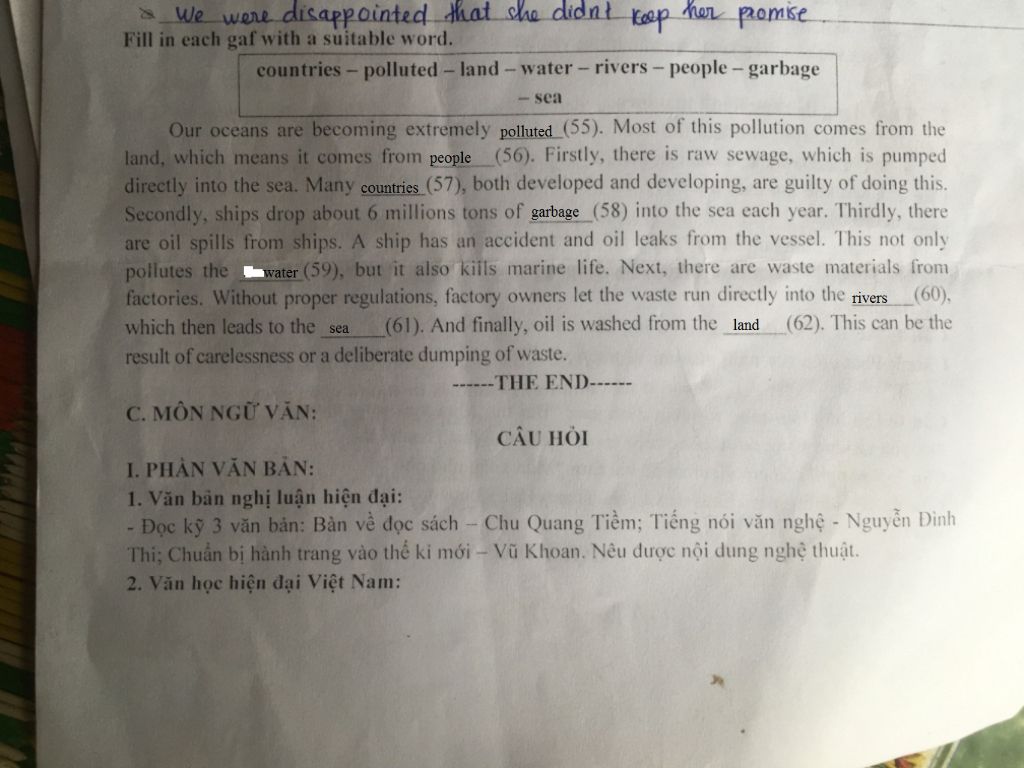 We were disappointed that she didnt keep her promise
Fill in each gaf with a suitable word.
countries – polluted – land – water – rivers – people – garbage
– sea
Our oceans are becoming extremely polluted (55). Most of this pollution comes from the
land, which means it comes from people (56). Firstly, there is raw sewage, which is pumped
directly into the sea. Many countries (57), both developed and developing, are guilty of doing this.
Secondly, ships drop about 6 millions tons of garbage (58) into the sea each year. Thirdly, there
are oil spills from ships. A ship has an accident and oil leaks from the vessel. This not only
pollutes the water (59), but it also kills marine life. Next, there are waste materials from
factories. Without proper regulations, factory owners let the waste run directly into the rivers (60),
which then leads to the sea (61). And finally, oil is washed from the land (62). This can be the
result of carelessness or a deliberate dumping of waste.
------THE END------
C. MÔN NGỮ VĂN:
CÂU HỎI
I. PHẦN VĂN BẢN:
1. Văn bản nghị luận hiện đại:
- Đọc kỹ 3 văn bản: Bàn về đọc sách – Chu Quang Tiềm; Tiếng nói văn nghệ - Nguyễn Đình
Thi; Chuẩn bị hành trang vào thế kỉ mới – Vũ Khoan. Nêu được nội dung nghệ thuật.
2. Văn học hiện đại Việt Nam: